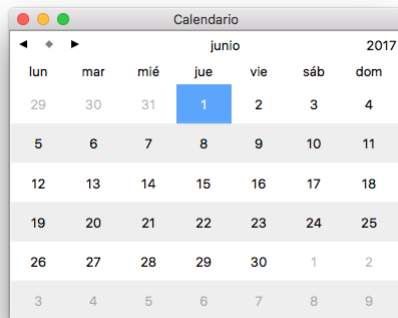 Calendario
junio 2017
lun mar mié jue vie sáb dom
29 30 31 1 2 3 4
5 6 7 8 9 10 11
12 13 14 15 16 17 18
19 20 21 22 23 24 25
26 27 28 29 30 1 2
3 4 5 6 7 8 9